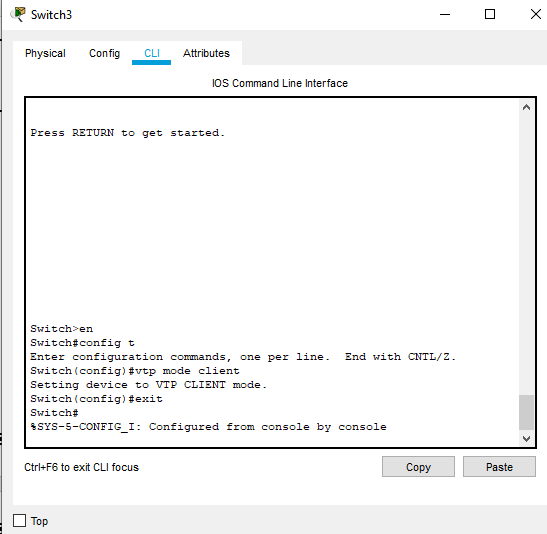 Switch3
Physical Config CLI Attributes
IOS Command Line Interface
Press RETURN to get started.
Switch>en
Switch#config t
Enter configuration commands, one per line.  End with CNTL/Z.
Switch(config)#vtp mode client
Setting device to VTP CLIENT mode.
Switch(config)#exit
Switch#
%SYS-5-CONFIG_I: Configured from console by console
Ctrl+F6 to exit CLI focus
Copy Paste
Top